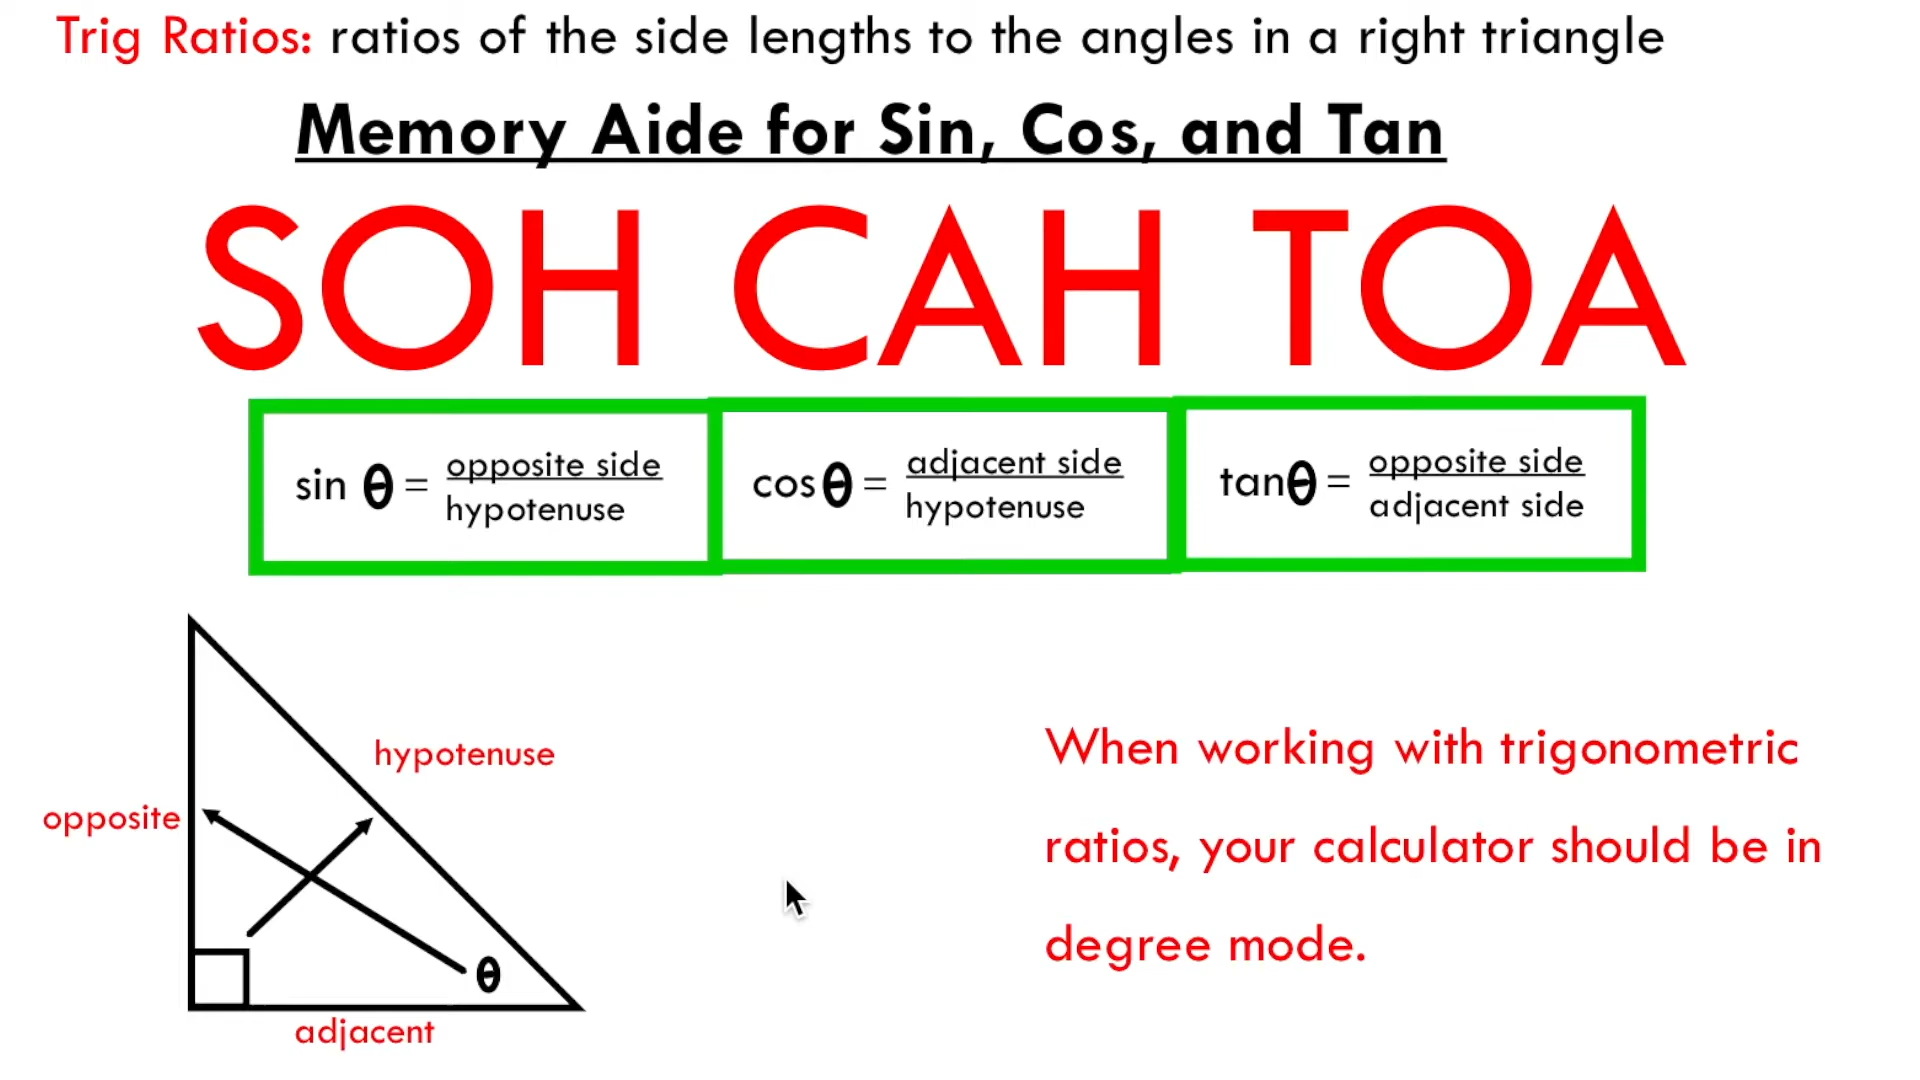 Trig Ratios: ratios of the side lengths to the angles in a right triangle
Memory Aide for Sin, Cos, and Tan
SOH CAH TOA
sin θ = opposite side
hypotenuse
cos θ = adjacent side
hypotenuse
tan θ = opposite side
adjacent side
hypotenuse
opposite
θ
adjacent
When working with trigonometric
ratios, your calculator should be in
degree mode.